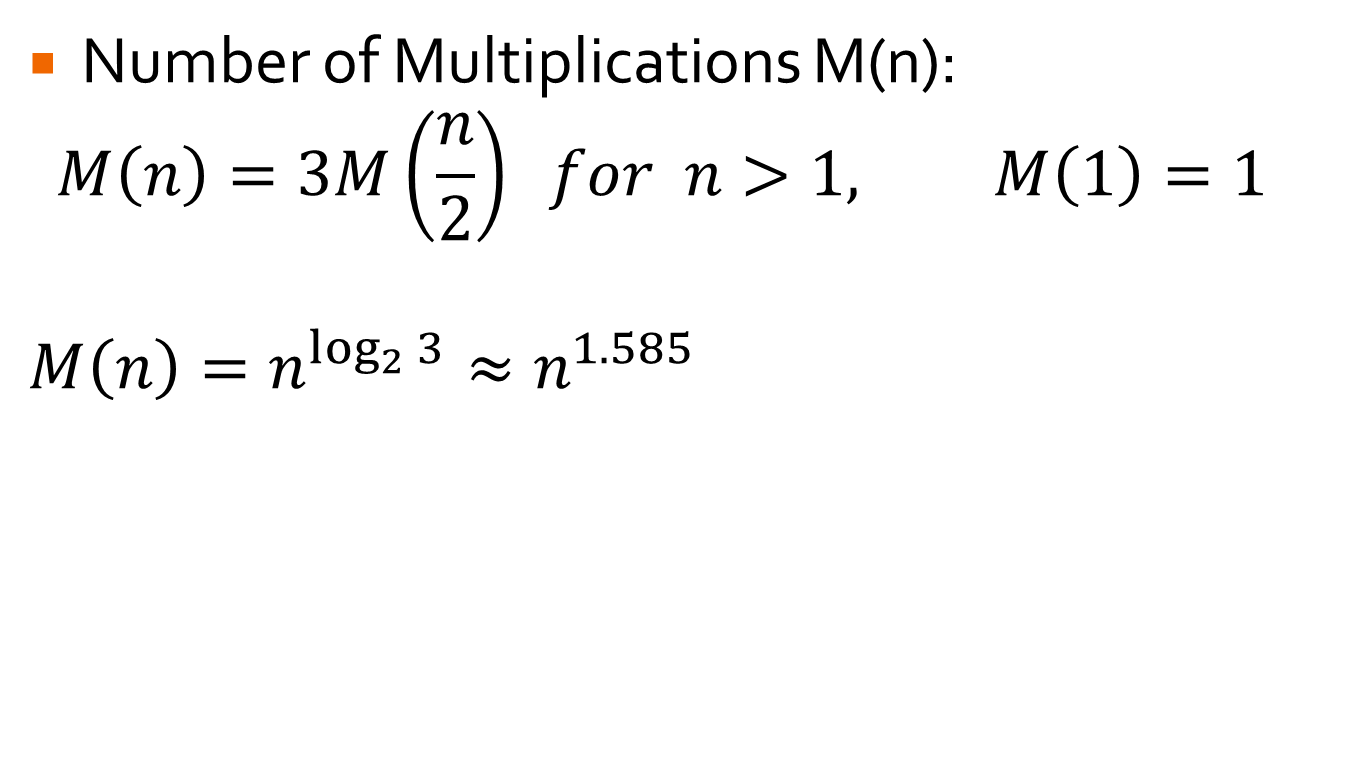 ▪ Number of Multiplications M(n):
M(n) = 3M(n/2) for n > 1, M(1) = 1
M(n) = n^{log₂ 3} ≈ n^{1.585}